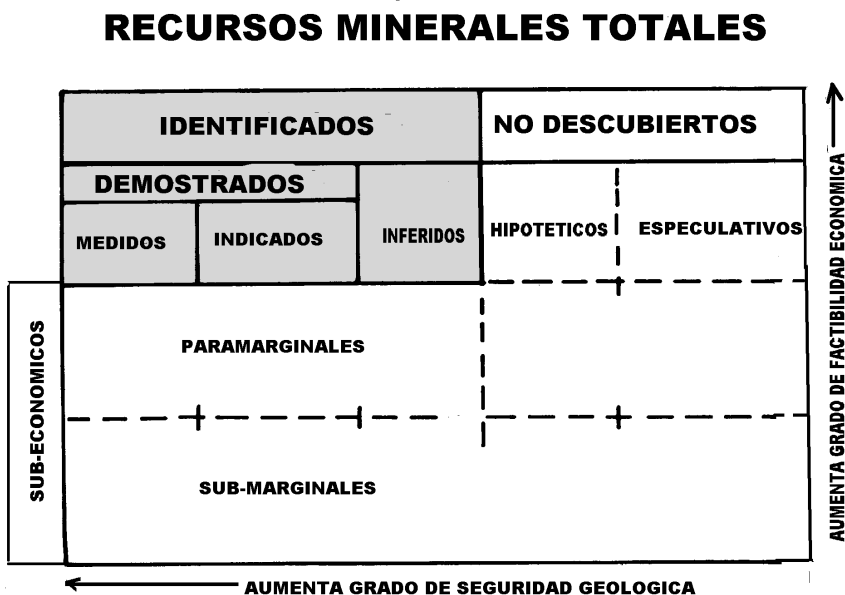 RECURSOS MINERALES TOTALES
IDENTIFICADOS
NO DESCUBIERTOS
DEMOSTRADOS
MEDIDOS
INDICADOS
INFERIDOS
HIPOTETICOS
ESPECULATIVOS
SUB-ECONOMICOS
PARAMARGINALES
SUB-MARGINALES
AUMENTA GRADO DE FACTIBILIDAD ECONOMICA
AUMENTA GRADO DE SEGURIDAD GEOLOGICA